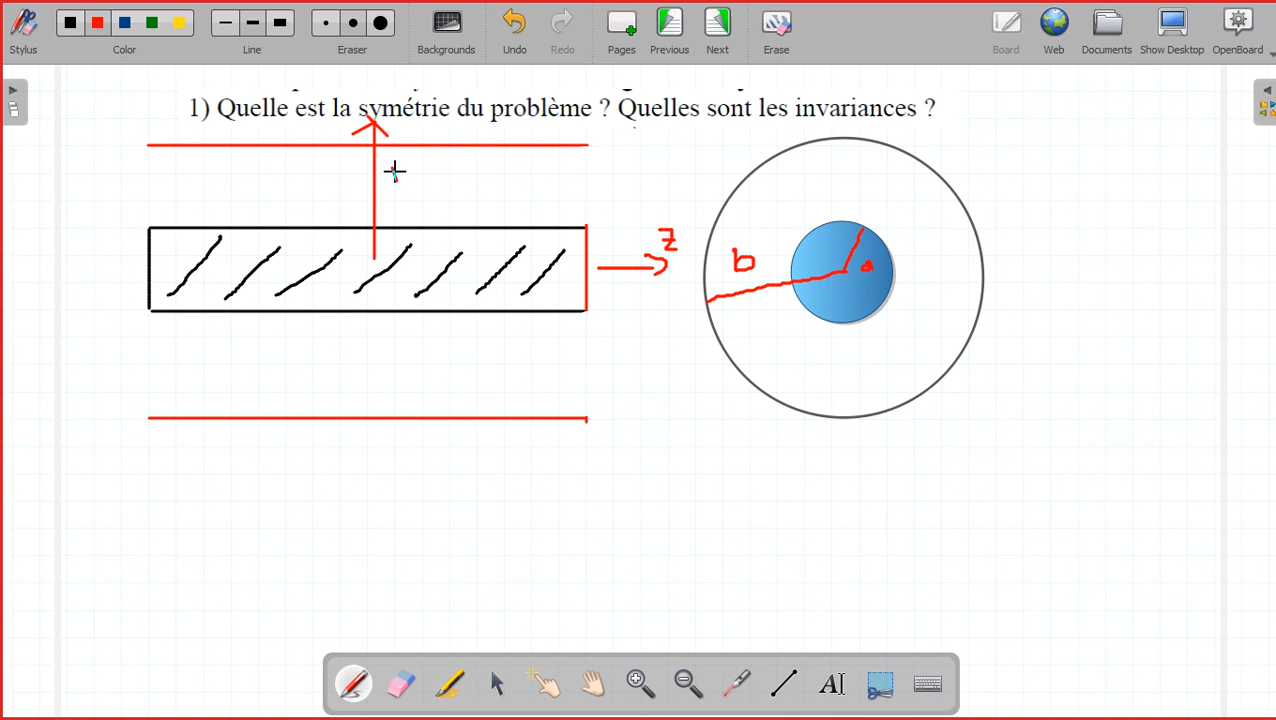 Stylus Color Line Eraser Backgrounds Undo Redo Pages Previous Next Erase Board Web Documents Show Desktop OpenBoard
1) Quelle est la symétrie du problème ? Quelles sont les invariances ?
z
b
a
AI